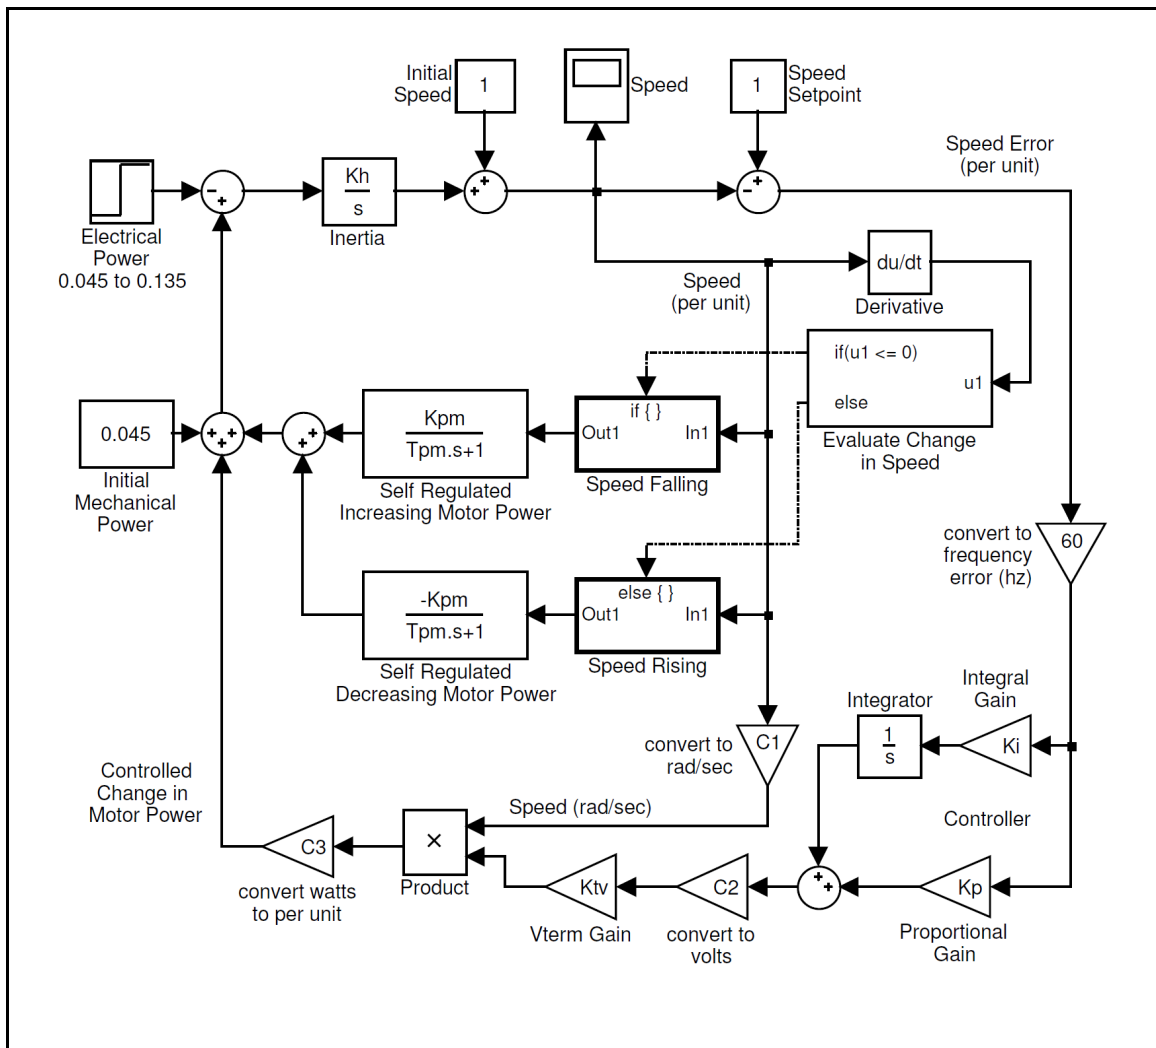 Initial
Speed
1
Speed
1
Speed
Setpoint
Speed Error
(per unit)
-
+
Kh
s
Inertia
+
+
-
+
Electrical
Power
0.045 to 0.135
Speed
(per unit)
du/dt
Derivative
if(u1 <= 0)
u1
else
Evaluate Change
in Speed
0.045
Initial
Mechanical
Power
+ +
+
+
+
Kpm
Tpm.s+1
Self Regulated
Increasing Motor Power
if { }
Out1 In1
Speed Falling
convert to
frequency
error (hz)
60
-Kpm
Tpm.s+1
Self Regulated
Decreasing Motor Power
else { }
Out1 In1
Speed Rising
convert to
rad/sec
C1
Integrator
1
s
Integral
Gain
Ki
Controlled
Change in
Motor Power
Speed (rad/sec)
Controller
C3
convert watts
to per unit
×
Product
Ktv
Vterm Gain
C2
convert to
volts
+
+
Kp
Proportional
Gain